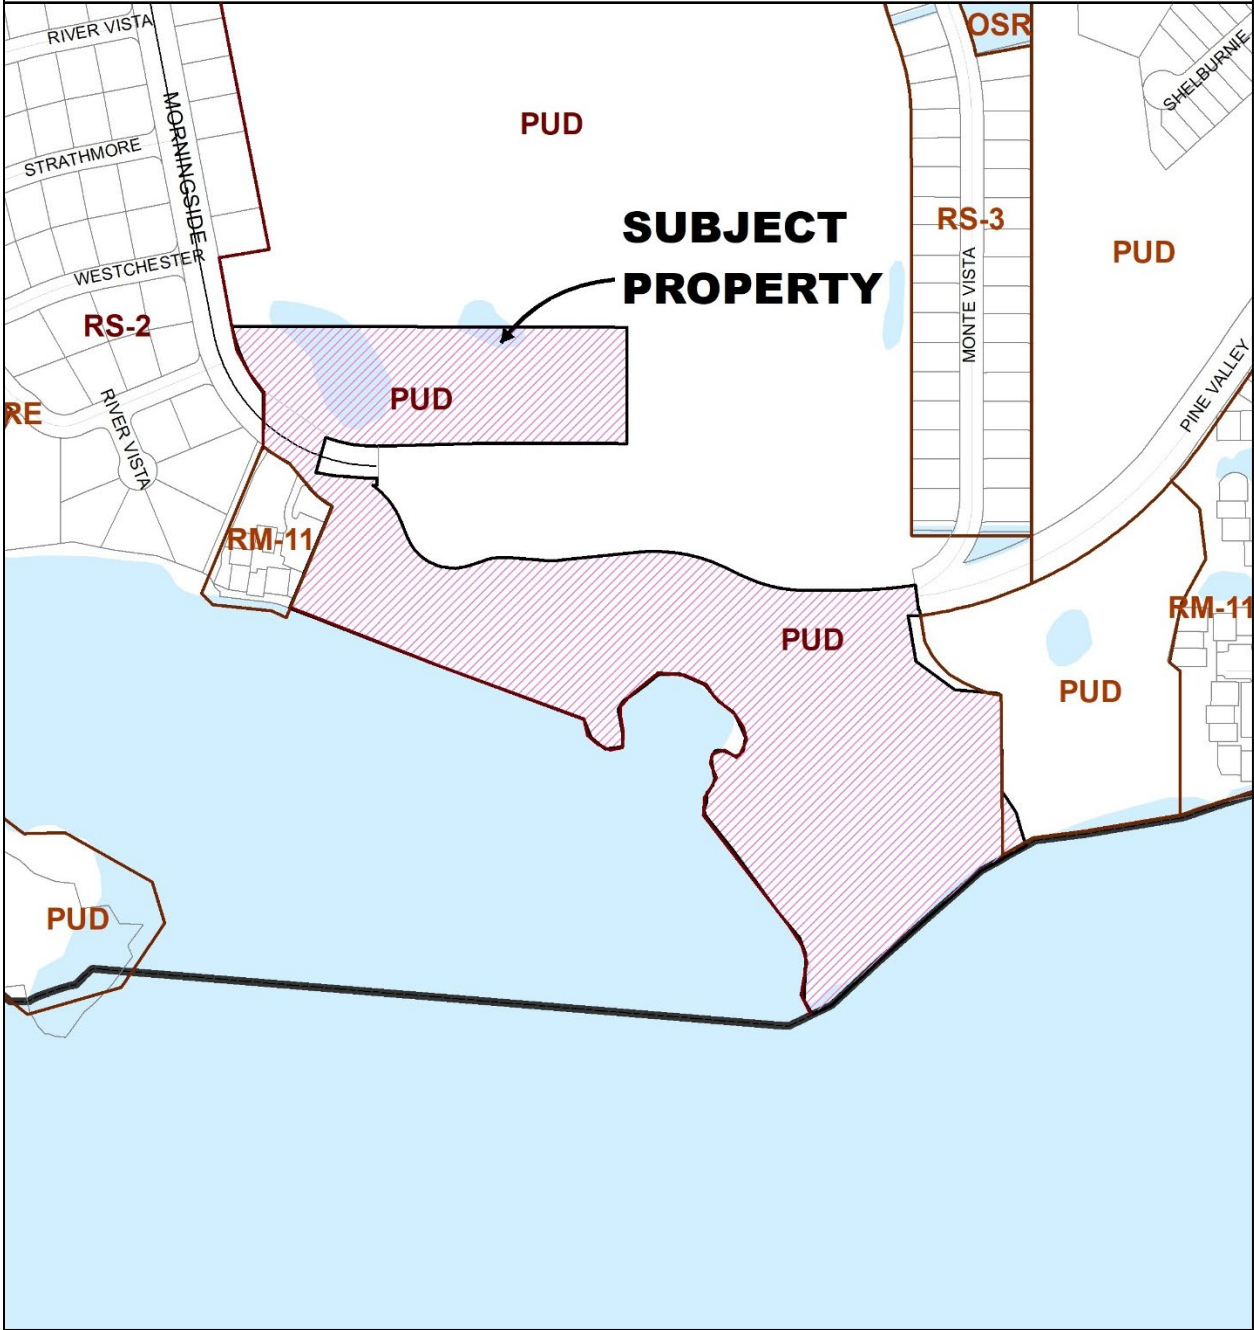 RIVER VISTA
OSR
SHELBURNIE
PUD
MORNINGSIDE
STRATHMORE
SUBJECT
PROPERTY
RS-3
PUD
WESTCHESTER
MONTE VISTA
RS-2
PINE VALLEY
PUD
RE
RIVER VISTA
RM-11
RM-11
PUD
PUD
PUD